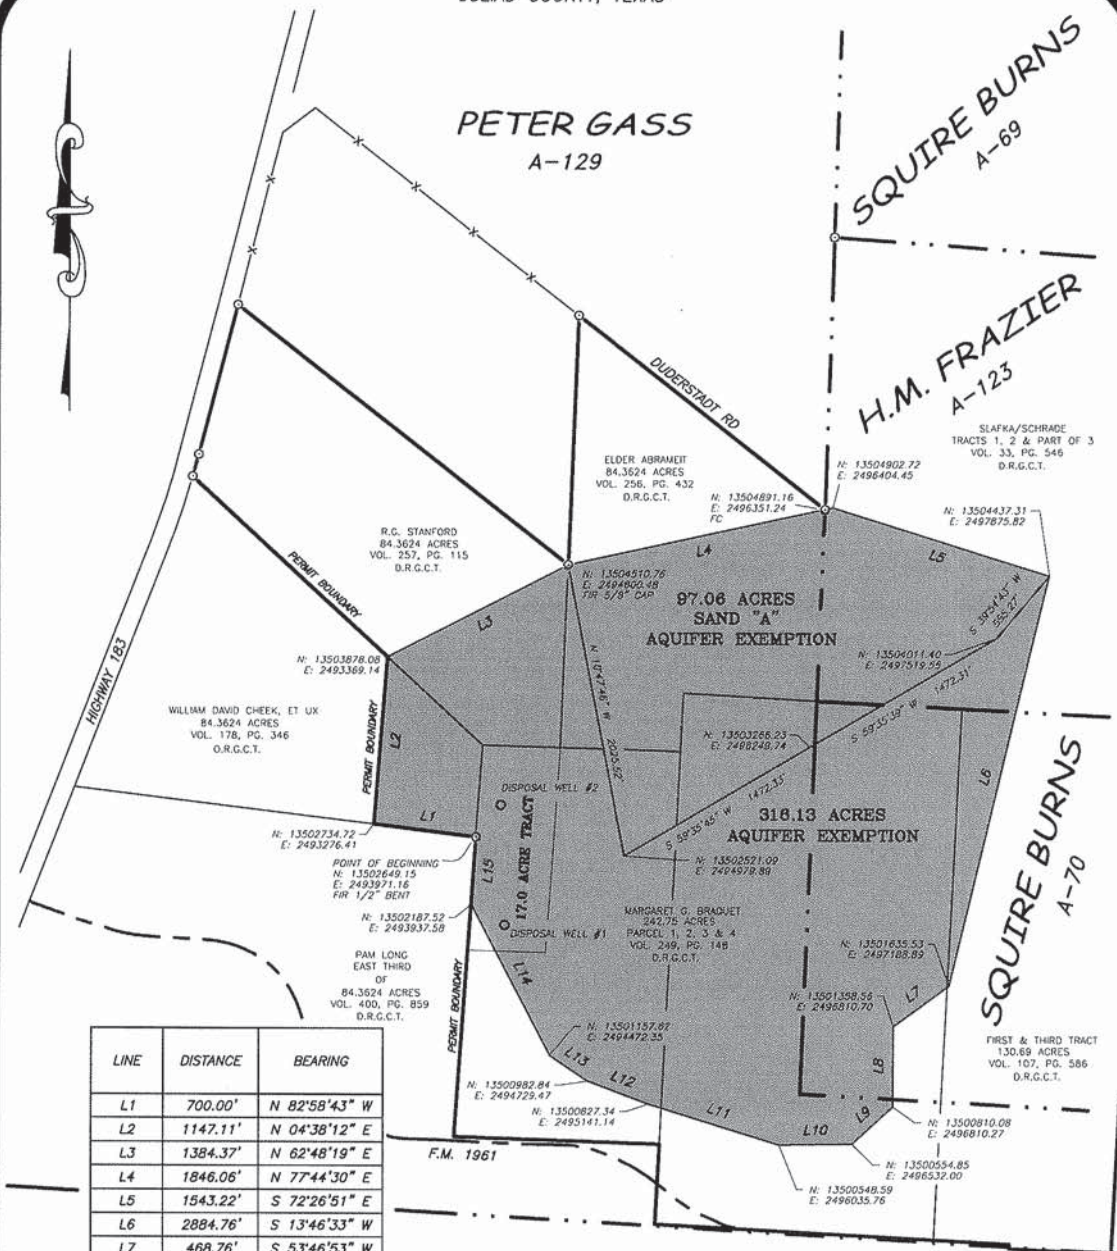 PETER GASS
A-129
SQUIRE BURNS
A-69
H.M. FRAZIER
A-123
SLAFKA/SCHRADE
TRACTS 1, 2 & PART OF 3
VOL. 33, PG. 546
D.R.G.C.T.
DUDERSTADT RD
ELDER ABRAMEIT
84.3624 ACRES
VOL. 256, PG. 432
D.R.G.C.T.
N: 13504902.72
E: 2496404.45
N: 13504891.16
E: 2496351.24
FC
N: 13504437.31
E: 2497875.82
R.G. STANFORD
84.3624 ACRES
VOL. 257, PG. 115
D.R.G.C.T.
PERMIT BOUNDARY
L4
L5
N: 13504510.76
E: 2494600.48
FIR 5/8" CAP
97.06 ACRES
SAND "A"
AQUIFER EXEMPTION
S 39°54'43" W
555.27'
L3
N: 13503878.08
E: 2493369.14
N 10°47'46" W
2025.52'
N: 13504011.40
E: 2497519.55
1472.31'
S 59°35'39" W
HIGHWAY 183
WILLIAM DAVID CHEEK, ET UX
84.3624 ACRES
VOL. 178, PG. 346
D.R.G.C.T.
PERMIT BOUNDARY
L2
N: 13503266.23
E: 2496249.74
L6
DISPOSAL WELL #2
1472.33'
S 59°35'45" W
318.13 ACRES
AQUIFER EXEMPTION
L1
N: 13502734.72
E: 2493276.41
17.0 ACRE TRACT
POINT OF BEGINNING
N: 13502649.15
E: 2493971.16
FIR 1/2" BENT
L15
N: 13502521.09
E: 2494979.89
SQUIRE BURNS
A-70
N: 13502187.52
E: 2493937.58
MARGARET G. BRAQUET
242.75 ACRES
PARCEL 1, 2, 3 & 4
VOL. 249, PG. 148
D.R.G.C.T.
DISPOSAL WELL #1
N: 13501635.53
E: 2497188.89
PAM LONG
EAST THIRD
OF
84.3624 ACRES
VOL. 400, PG. 859
D.R.G.C.T.
L14
L7
N: 13501358.56
E: 2496810.70
PERMIT BOUNDARY
N: 13501157.82
E: 2494472.35
FIRST & THIRD TRACT
130.69 ACRES
VOL. 107, PG. 586
D.R.G.C.T.
L13
L8
N: 13500982.84
E: 2494729.47
L12
N: 13500827.34
E: 2495141.14
L11
L9
L10
N: 13500810.08
E: 2496810.27
F.M. 1961
N: 13500554.85
E: 2496532.00
N: 13500548.59
E: 2496035.76
LINE DISTANCE BEARING
L1 700.00' N 82°58'43" W
L2 1147.11' N 04°38'12" E
L3 1384.37' N 62°48'19" E
L4 1846.06' N 77°44'30" E
L5 1543.22' S 72°26'51" E
L6 2884.76' S 13°46'33" W
L7 468.76' S 53°46'53" W